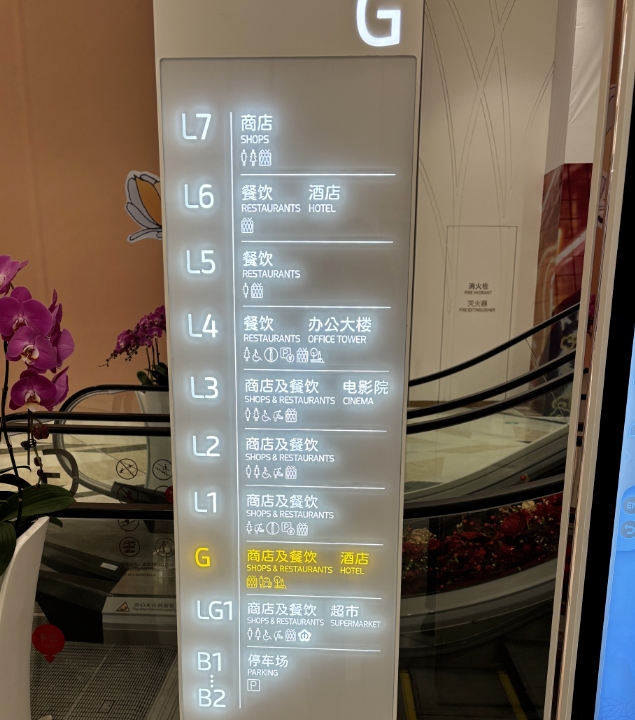 G
L7 商店
SHOPS
L6 餐饮 酒店
RESTAURANTS HOTEL
L5 餐饮
RESTAURANTS
L4 餐饮 办公大楼
RESTAURANTS OFFICE TOWER
L3 商店及餐饮 电影院
SHOPS & RESTAURANTS CINEMA
L2 商店及餐饮
SHOPS & RESTAURANTS
L1 商店及餐饮
SHOPS & RESTAURANTS
G 商店及餐饮 酒店
SHOPS & RESTAURANTS HOTEL
LG1 商店及餐饮 超市
SHOPS & RESTAURANTS SUPERMARKET
B1 停车场
PARKING
P
B2
消火栓
FIRE HYDRANT
灭火器
FIRE EXTINGUISHER